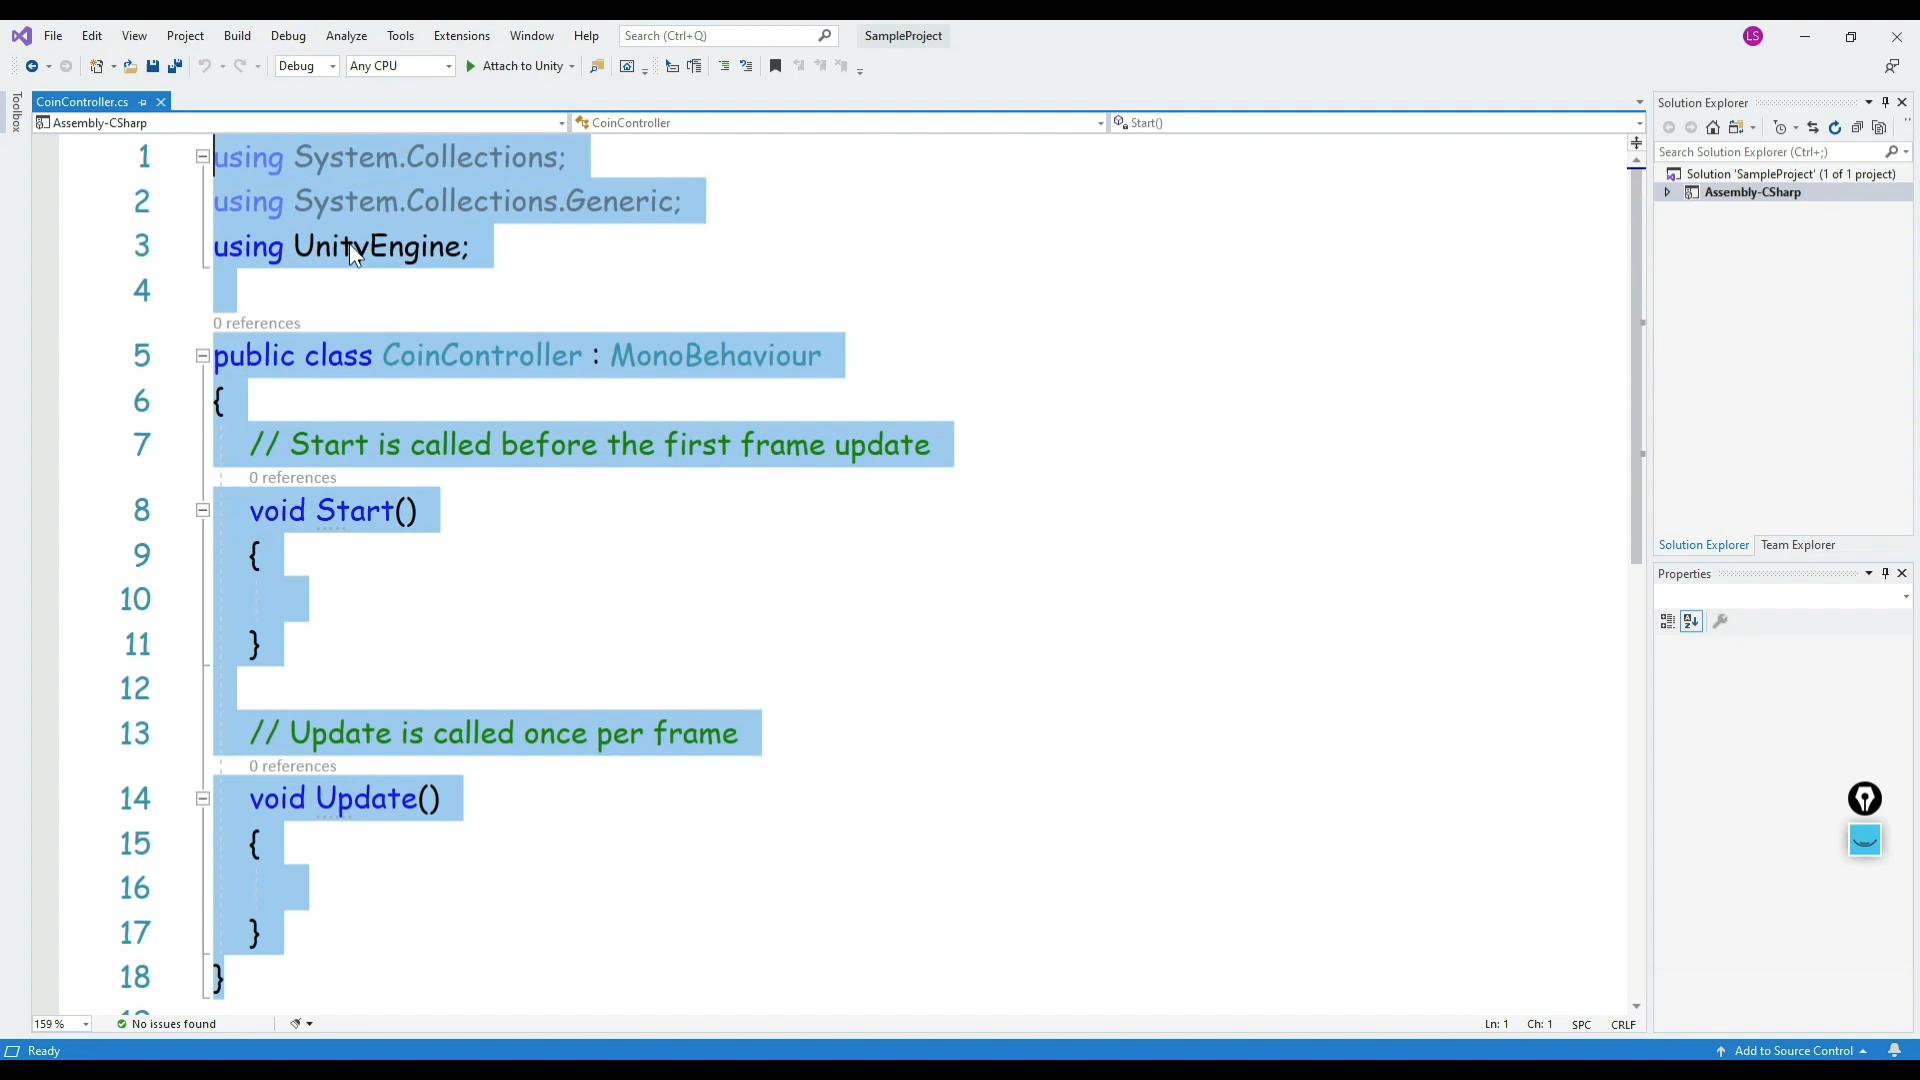 File Edit View Project Build Debug Analyze Tools Extensions Window Help Search (Ctrl+Q) SampleProject LS
Debug Any CPU Attach to Unity
Toolbox
CoinController.cs
Assembly-CSharp CoinController Start()
1 using System.Collections;
2 using System.Collections.Generic;
3 using UnityEngine;
4
0 references
5 public class CoinController : MonoBehaviour
6 {
7 // Start is called before the first frame update
0 references
8 void Start()
9 {
10
11 }
12
13 // Update is called once per frame
0 references
14 void Update()
15 {
16
17 }
18 }
159 % No issues found Ln: 1 Ch: 1 SPC CRLF
Solution Explorer
Search Solution Explorer (Ctrl+;)
Solution 'SampleProject' (1 of 1 project)
Assembly-CSharp
Solution Explorer Team Explorer
Properties
Ready Add to Source Control